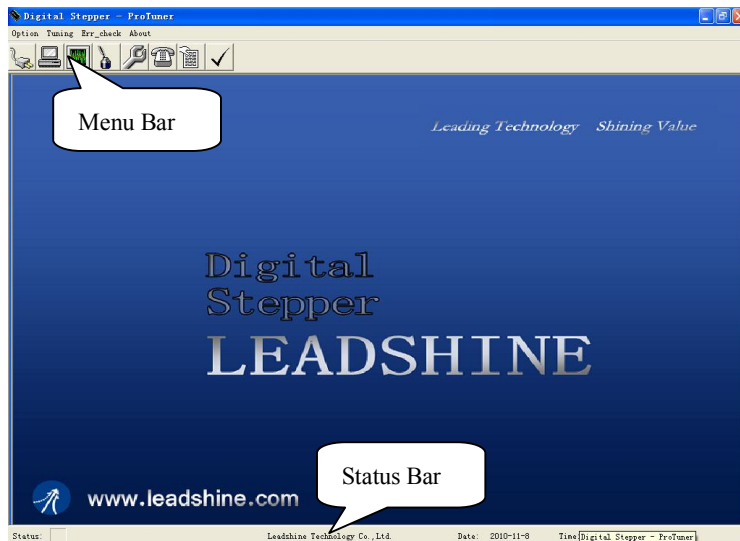 Digital Stepper - ProTuner
Option Tuning Err_check About
Menu Bar
Leading Technology Shining Value
Digital
Stepper
LEADSHINE
Status Bar
www.leadshine.com
Status: Leadshine Technology Co., Ltd. Date: 2010-11-8 Time Digital Stepper - ProTuner